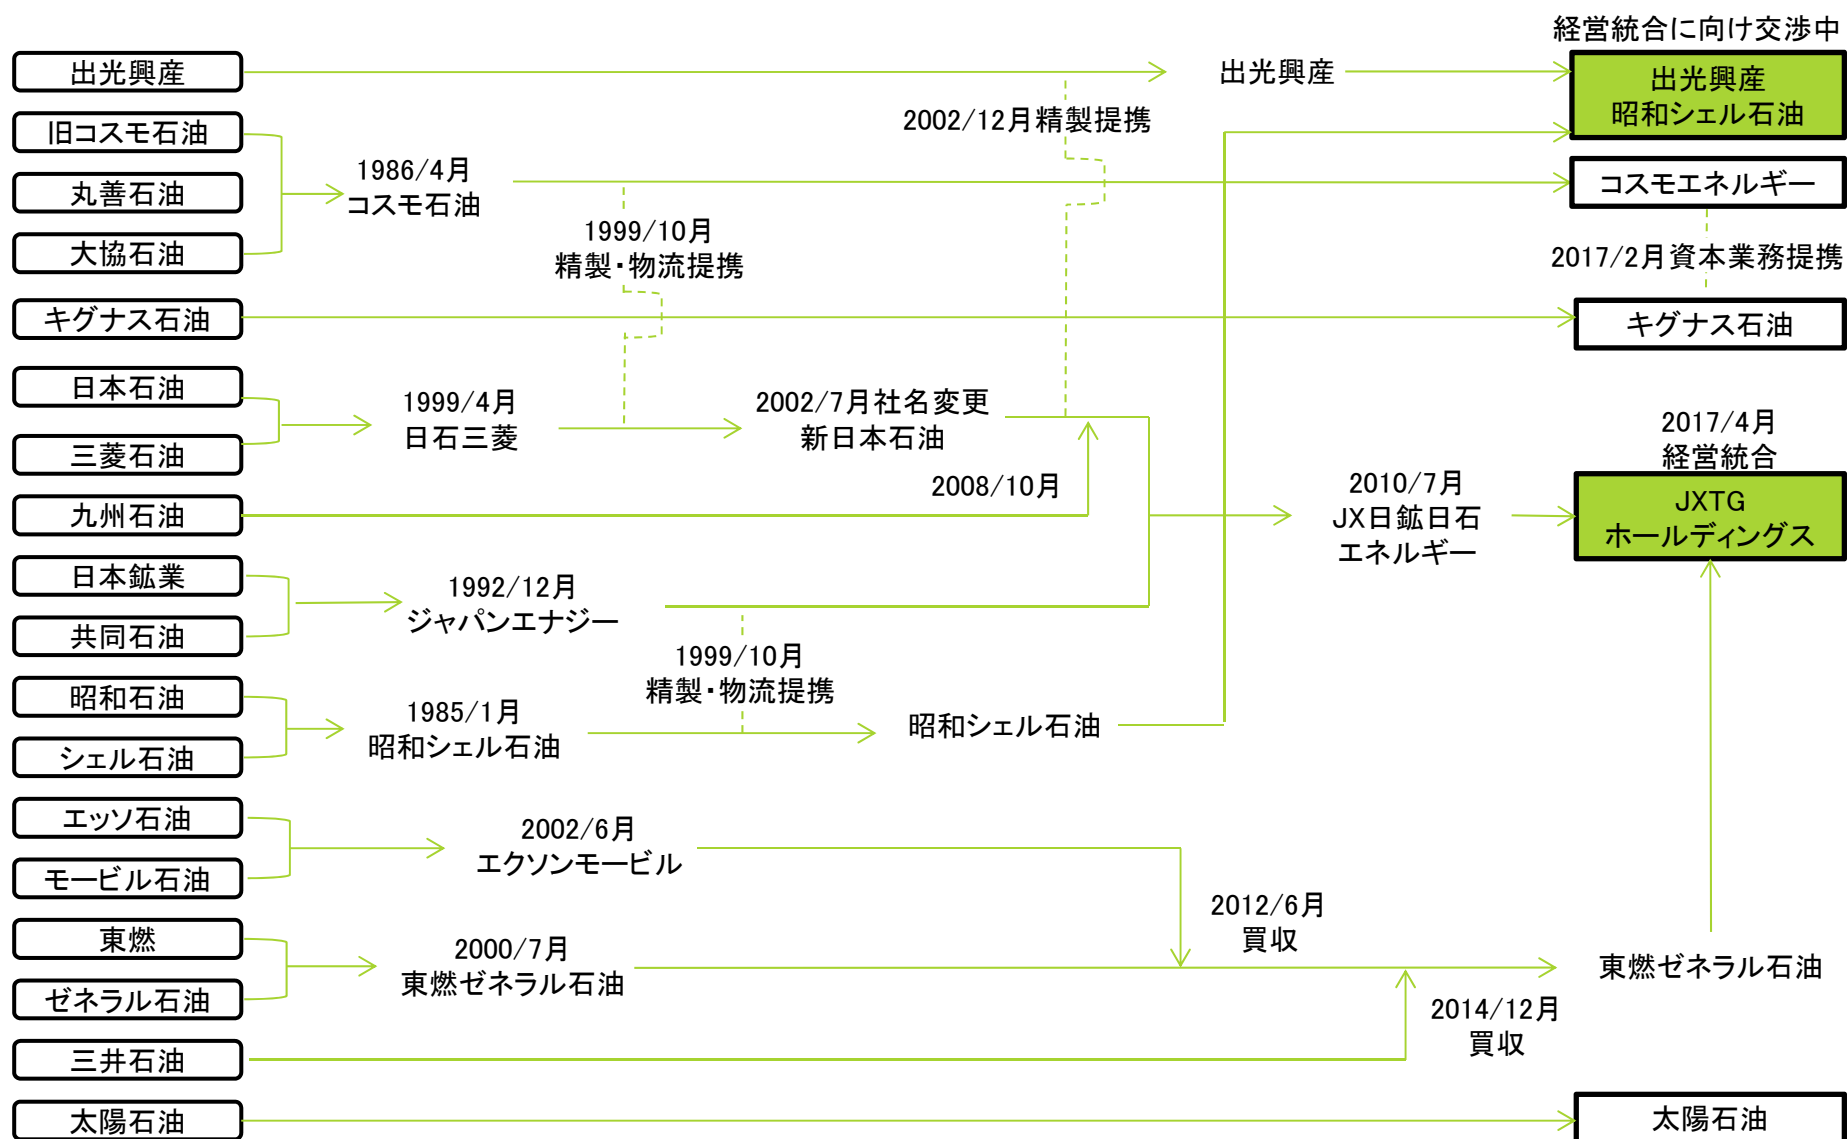 経営統合に向け交渉中
出光興産
出光興産
出光興産
昭和シェル石油
旧コスモ石油
2002/12月精製提携
丸善石油
1986/4月
コスモ石油
コスモエネルギー
大協石油
1999/10月
精製・物流提携
2017/2月資本業務提携
キグナス石油
キグナス石油
日本石油
三菱石油
1999/4月
日石三菱
2002/7月社名変更
新日本石油
2017/4月
経営統合
九州石油
2008/10月
2010/7月
JX日鉱日石
エネルギー
JXTG
ホールディングス
日本鉱業
共同石油
1992/12月
ジャパンエナジー
1999/10月
精製・物流提携
昭和石油
シェル石油
1985/1月
昭和シェル石油
昭和シェル石油
エッソ石油
モービル石油
2002/6月
エクソンモービル
2012/6月
買収
東燃
ゼネラル石油
2000/7月
東燃ゼネラル石油
東燃ゼネラル石油
2014/12月
買収
三井石油
太陽石油
太陽石油